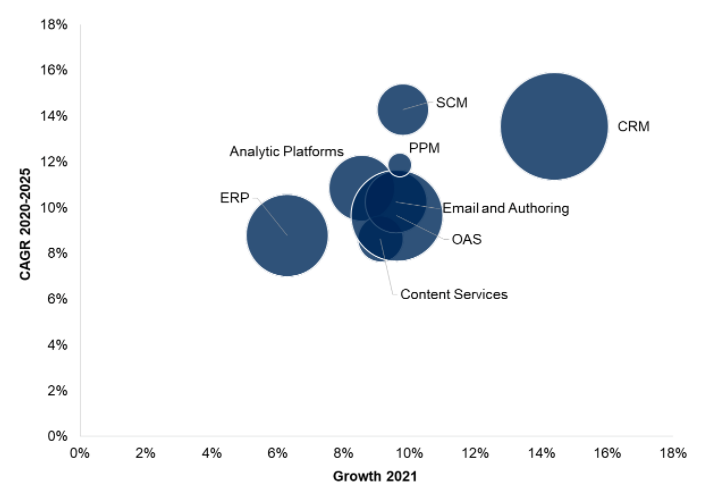 18%
16%
14%
12%
10%
8%
6%
4%
2%
0%
CAGR 2020-2025
SCM
CRM
PPM
Analytic Platforms
ERP
Email and Authoring
OAS
Content Services
0%
2%
4%
6%
8%
10%
12%
14%
16%
18%
Growth 2021